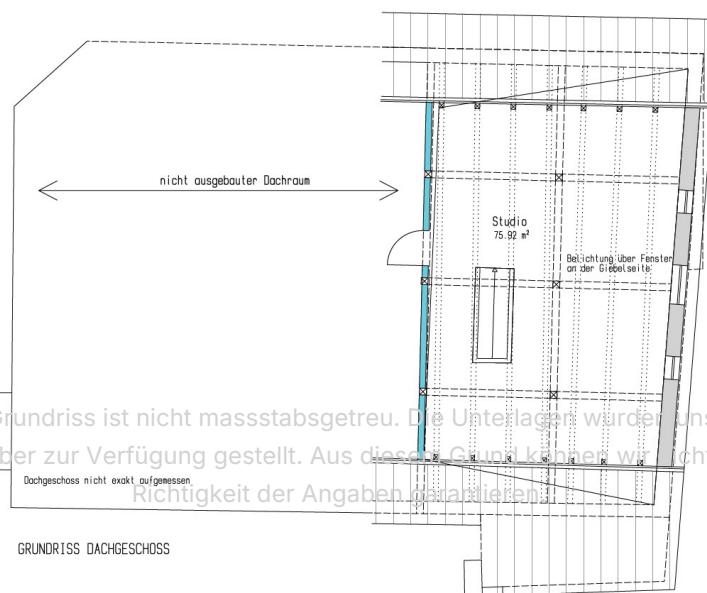 nicht ausgebauter Dachraum
Studio
75.92 m²
Belichtung über Fenster
an der Giebelseite
Grundriss ist nicht massstabsgetreu. Die Unterlagen wurden uns
zur Verfügung gestellt. Aus diesem Grund können wir
Dachgeschoss nicht exakt aufgemessen
Richtigkeit der Angaben garantieren.
GRUNDRISS DACHGESCHOSS